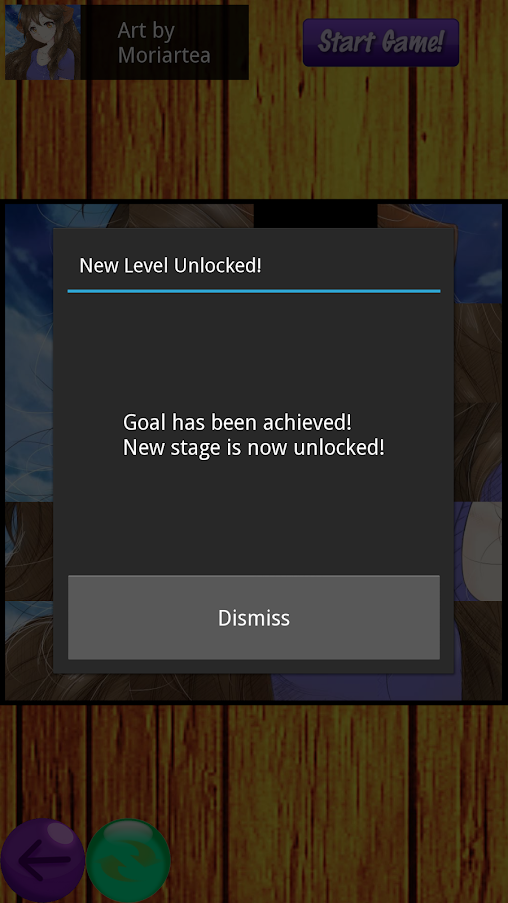 Art by
Moriartea
Start Game!
New Level Unlocked!
Goal has been achieved!
New stage is now unlocked!
Dismiss